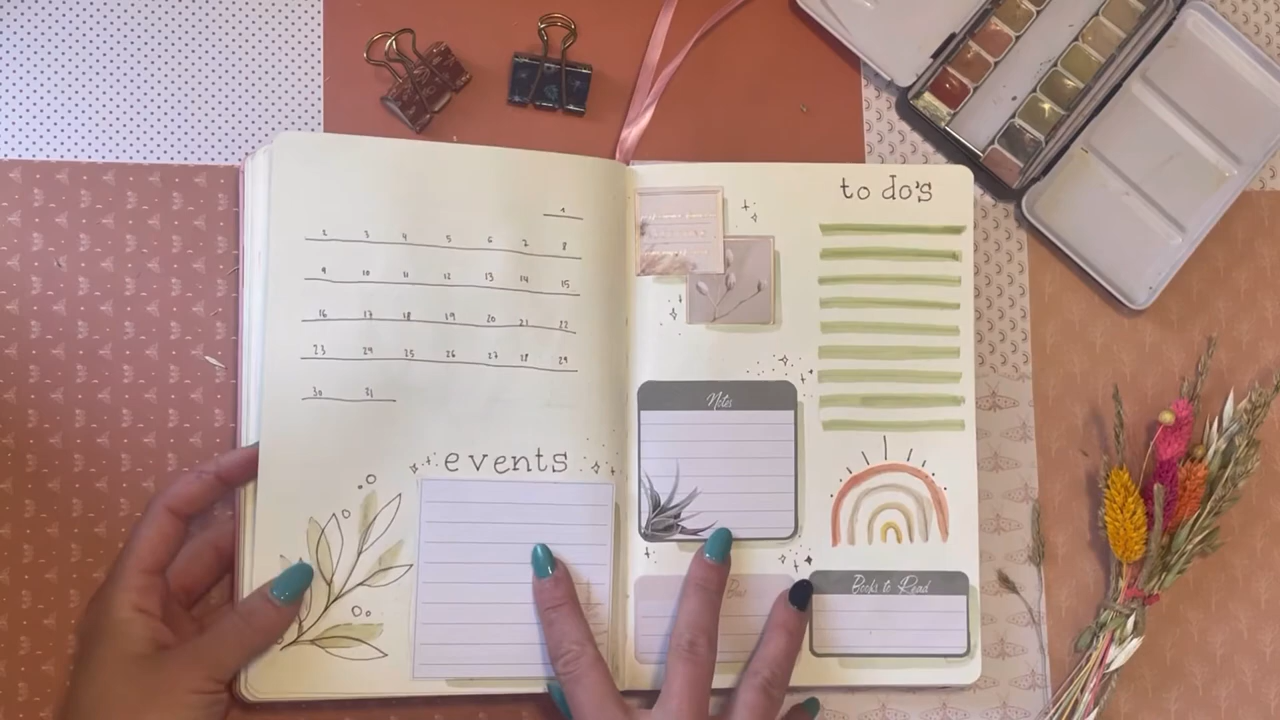 1
2 3 4 5 6 7 8
9 10 11 12 13 14 15
16 17 18 19 20 21 22
23 24 25 26 27 28 29
30 31
events
to do's
Notes
Books to Read